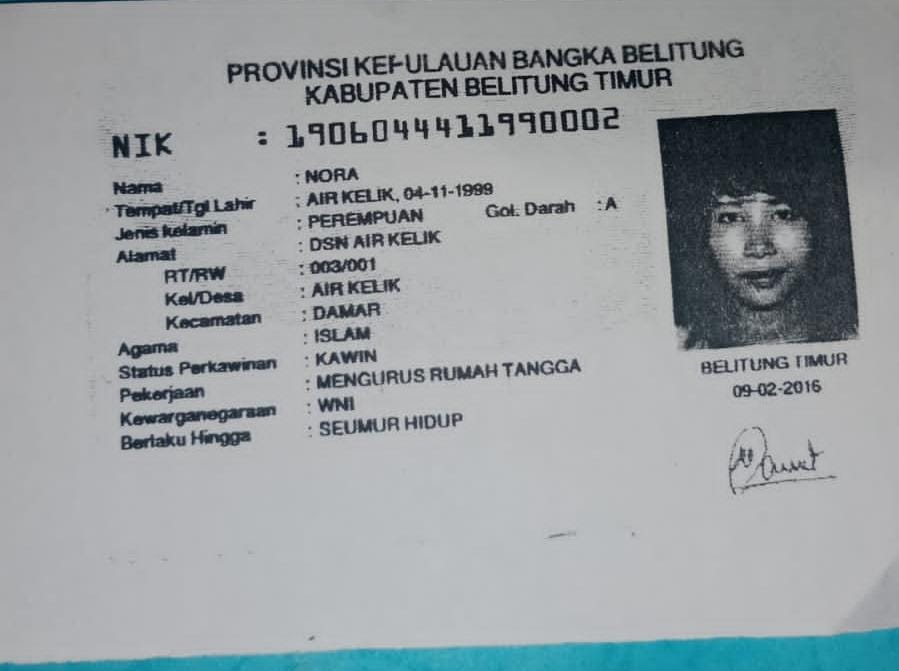 PROVINSI KEPULAUAN BANGKA BELITUNG
KABUPATEN BELITUNG TIMUR
NIK : 1906044411990002
Nama : NORA
Tempat/Tgl Lahir : AIR KELIK, 04-11-1999
Jenis kelamin : PEREMPUAN Gol. Darah : A
Alamat : DSN AIR KELIK
RT/RW : 003/001
Kel/Desa : AIR KELIK
Kecamatan : DAMAR
Agama : ISLAM
Status Perkawinan : KAWIN
Pekerjaan : MENGURUS RUMAH TANGGA
Kewarganegaraan : WNI
Berlaku Hingga : SEUMUR HIDUP
BELITUNG TIMUR
09-02-2016